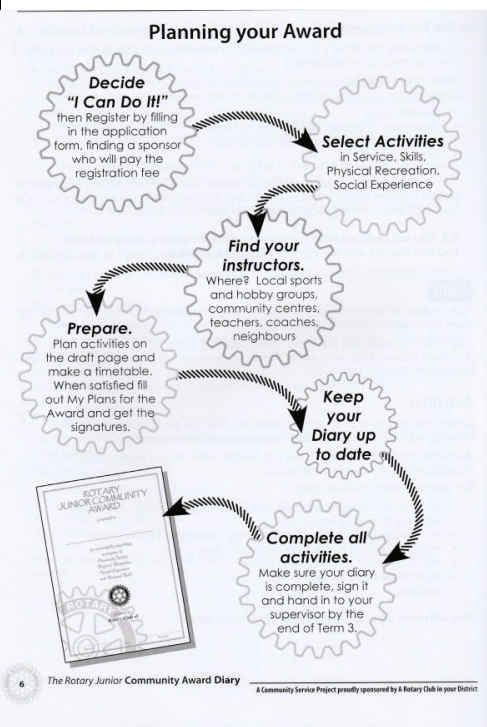 Planning your Award
Decide
"I Can Do It!"
then Register by filling
in the application
form, finding a sponsor
who will pay the
registration fee
Select Activities
in Service, Skills,
Physical Recreation,
Social Experience
Find your
instructors.
Where? Local sports
and hobby groups,
community centres,
teachers, coaches,
neighbours
Prepare.
Plan activities on
the draft page and
make a timetable.
When satisfied fill
out My Plans for the
Award and get the
signatures.
Keep
your
Diary up
to date
Complete all
activities.
Make sure your diary
is complete, sign it
and hand in to your
supervisor by the
end of Term 3.
ROTARY
JUNIOR COMMUNITY
AWARD
ROTARY
6
The Rotary Junior Community Award Diary
A Community Service Project proudly sponsored by A Rotary Club in your District